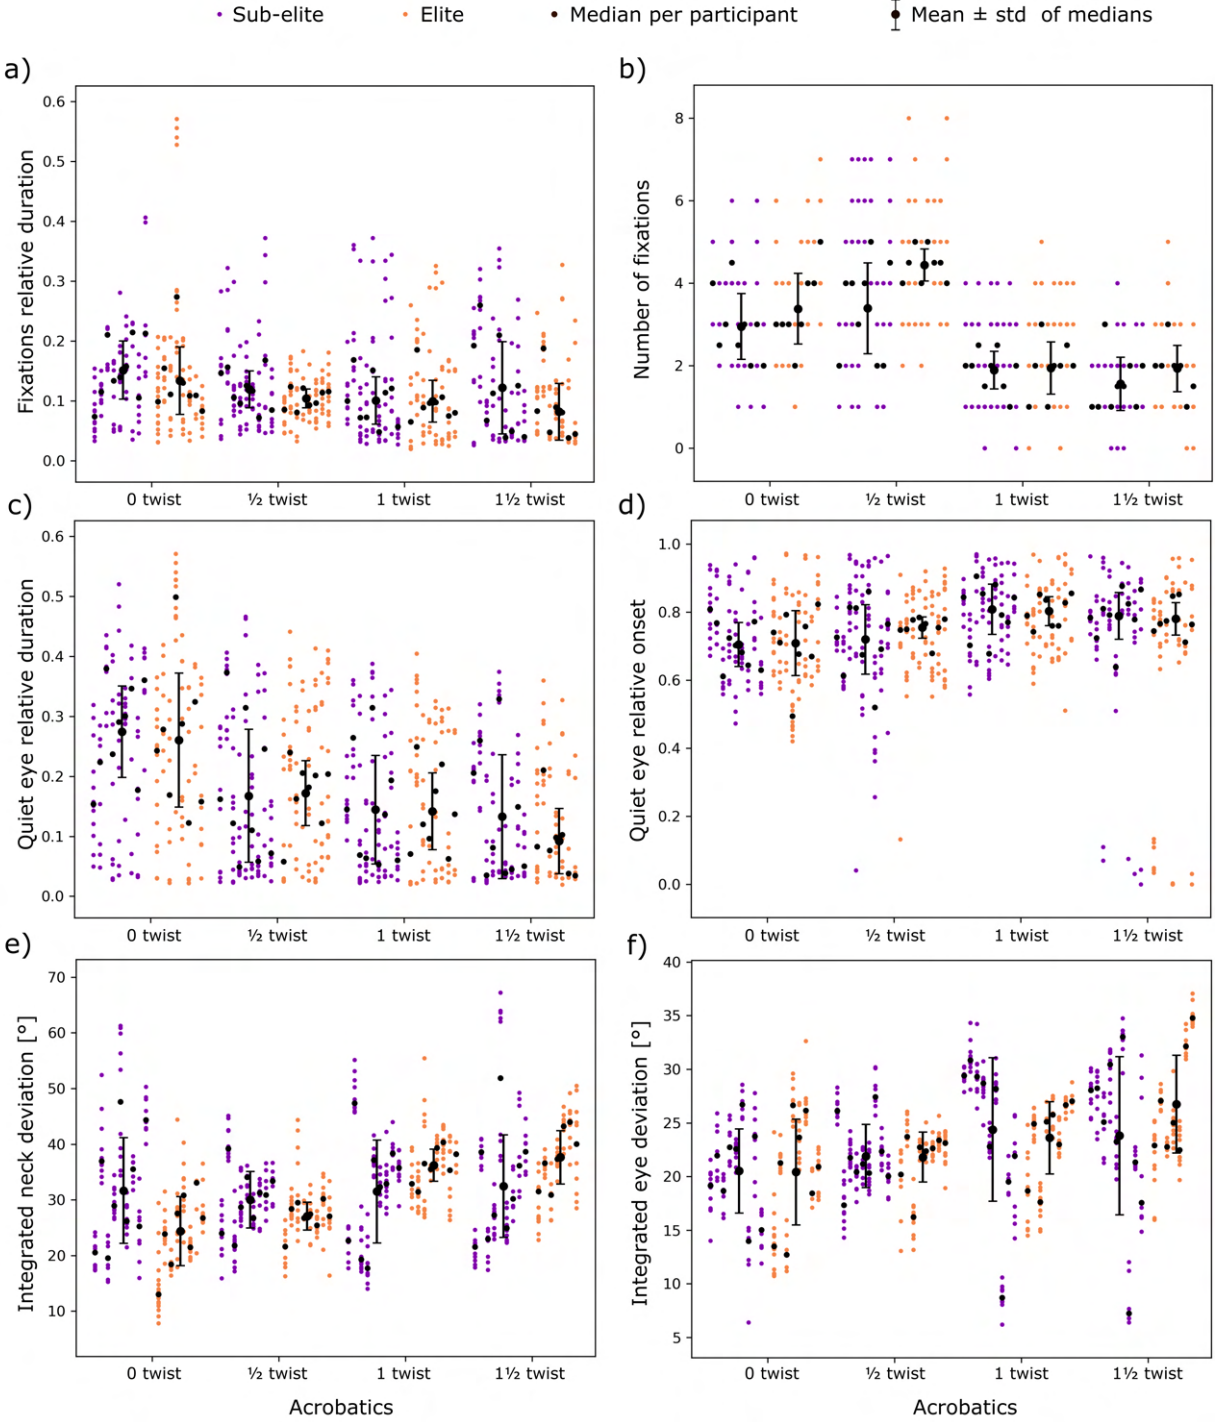 Sub-elite Elite Median per participant Mean ± std of medians
a)
Fixations relative duration
0.6
0.5
0.4
0.3
0.2
0.1
0.0
0 twist ½ twist 1 twist 1½ twist
b)
Number of fixations
8
6
4
2
0
0 twist ½ twist 1 twist 1½ twist
c)
Quiet eye relative duration
0.6
0.5
0.4
0.3
0.2
0.1
0.0
0 twist ½ twist 1 twist 1½ twist
d)
Quiet eye relative onset
1.0
0.8
0.6
0.4
0.2
0.0
0 twist ½ twist 1 twist 1½ twist
e)
Integrated neck deviation [°]
70
60
50
40
30
20
10
0 twist ½ twist 1 twist 1½ twist
Acrobatics
f)
Integrated eye deviation [°]
40
35
30
25
20
15
10
5
0 twist ½ twist 1 twist 1½ twist
Acrobatics